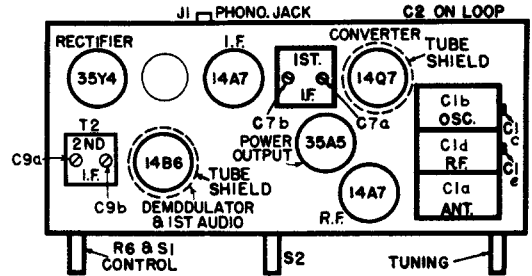 J1 PHONO. JACK
C2 ON LOOP
RECTIFIER
I.F.
CONVERTER
TUBE
SHIELD
35Y4
14A7
1ST.
I.F.
14Q7
C7b
C7a
C1b
OSC.
C1c
C1d
R.F.
C1e
C1a
ANT.
T2
2ND
I.F.
C9a
C9b
14B6
TUBE
SHIELD
DEMODULATOR
& 1ST AUDIO
POWER
OUTPUT
35A5
14A7
R.F.
R6 & S1
CONTROL
S2
TUNING